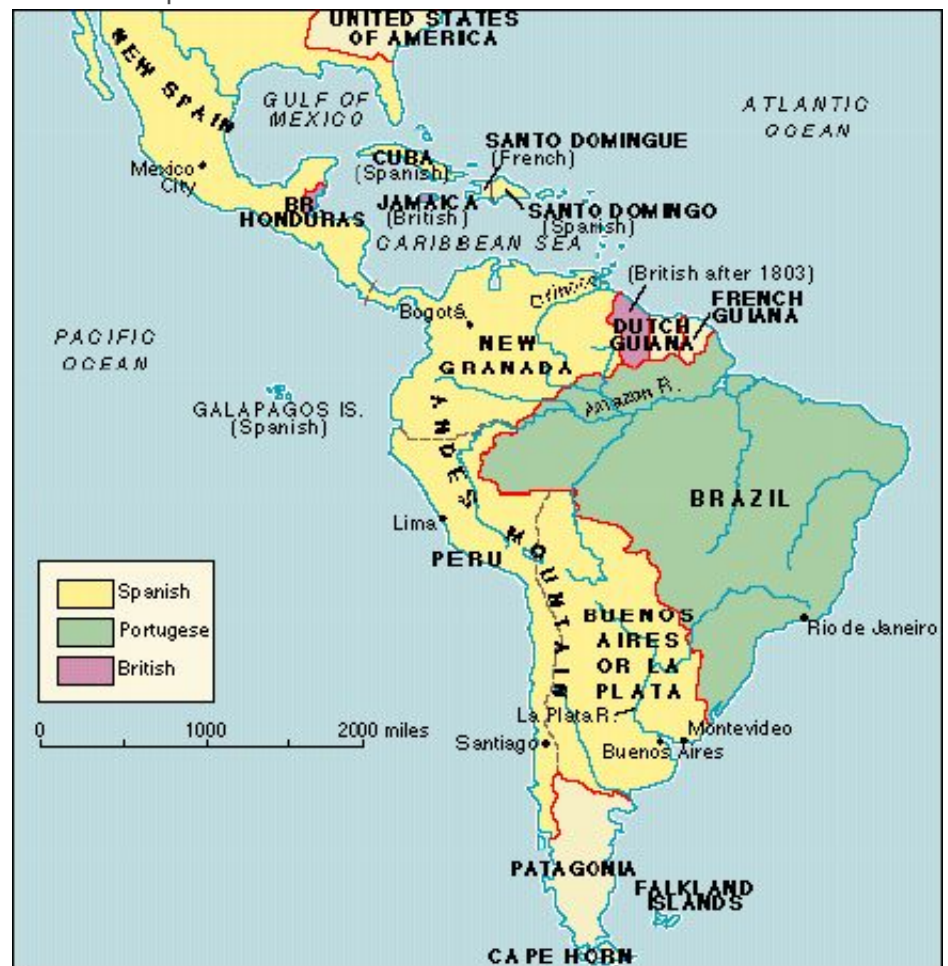 UNITED STATES
OF AMERICA
NEW SPAIN
GULF OF
MEXICO
ATLANTIC
OCEAN
Mexico
City
CUBA
(Spanish)
SANTO DOMINGUE
(French)
BR
HONDURAS
JAMAICA
(British)
SANTO DOMINGO
(Spanish)
CARIBBEAN SEA
(British after 1803)
Orinoco
FRENCH
GUIANA
DUTCH
GUIANA
Bogotá
NEW
GRANADA
PACIFIC
OCEAN
Amazon R.
GALAPAGOS IS.
(Spanish)
ANDES MOUNTAIN
BRAZIL
Lima
PERU
Spanish
Portugese
British
BUENOS
AIRES
OR LA
PLATA
Rio de Janeiro
La Plata R.
0 1000 2000 miles
Santiago
Montevideo
Buenos Aires
PATAGONIA
FALKLAND
ISLANDS
CAPE HORN